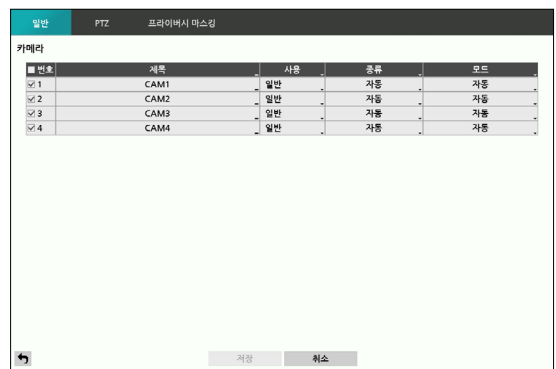 일반 PTZ 프라이버시 마스킹
카메라
번호 제목 사용 종류 모드
1 CAM1 일반 자동 자동
2 CAM2 일반 자동 자동
3 CAM3 일반 자동 자동
4 CAM4 일반 자동 자동
저장 취소